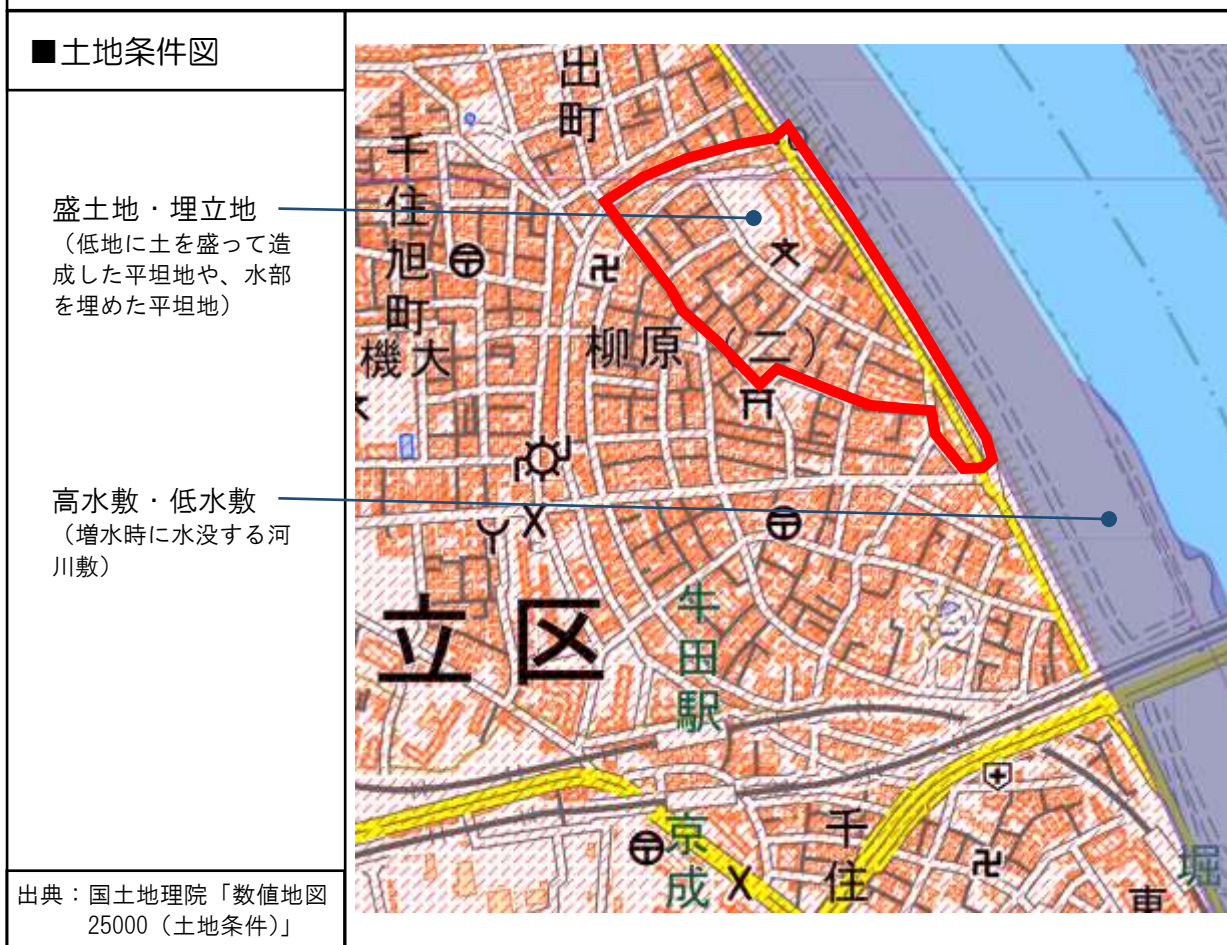 ■土地条件図
盛土地・埋立地
（低地に土を盛って造
成した平坦地や、水部
を埋めた平坦地）
高水敷・低水敷
（増水時に水没する河
川敷）
出典：国土地理院「数値地図
25000（土地条件）」
出町
千住旭町
機大
柳原（二）
立区
牛田駅
京成
千住
東
堀